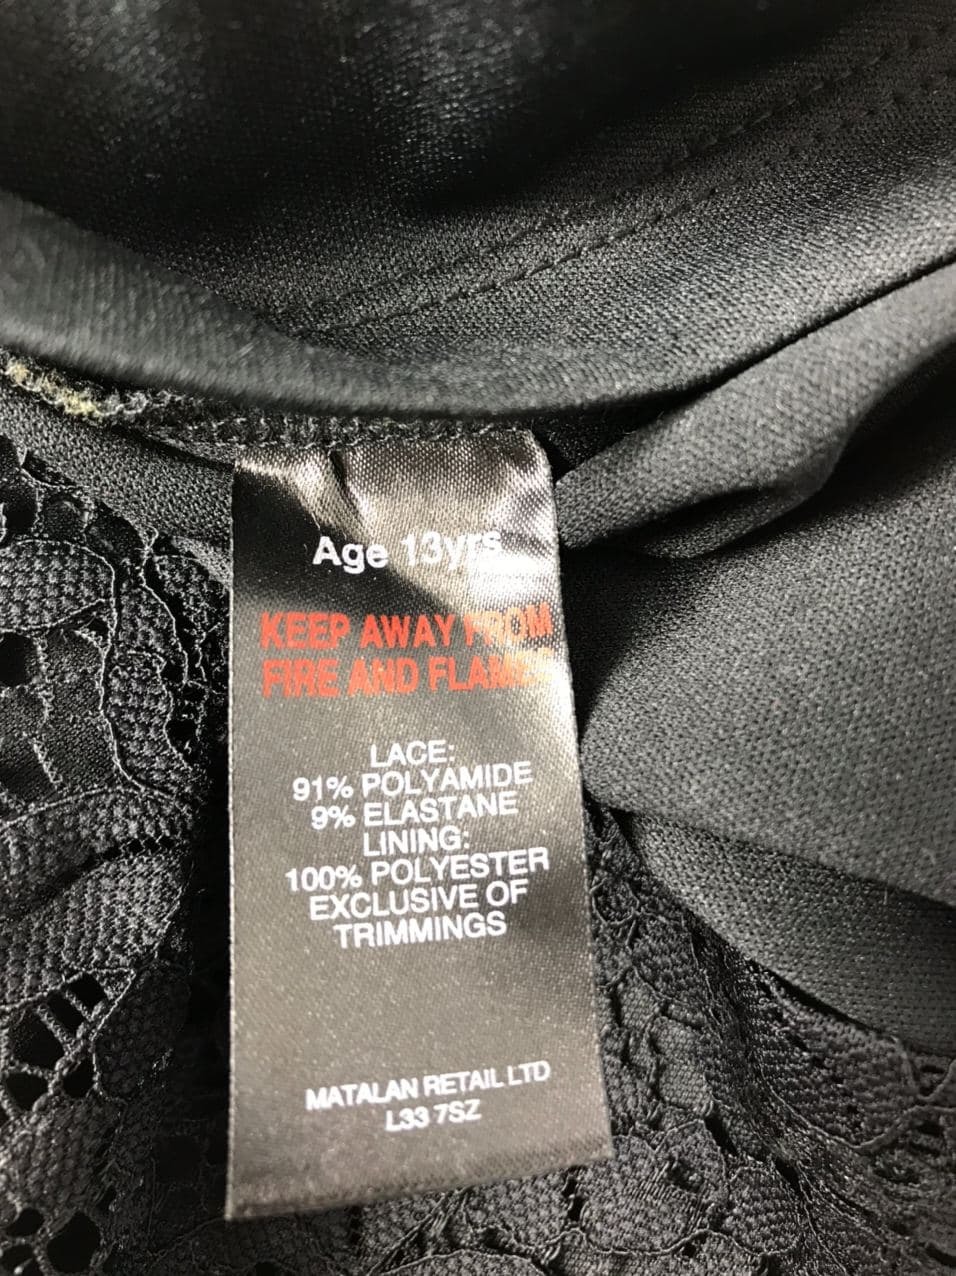 Age 13yrs
KEEP AWAY FROM
FIRE AND FLAMES
LACE:
91% POLYAMIDE
9% ELASTANE
LINING:
100% POLYESTER
EXCLUSIVE OF
TRIMMINGS
MATALAN RETAIL LTD
L33 7SZ